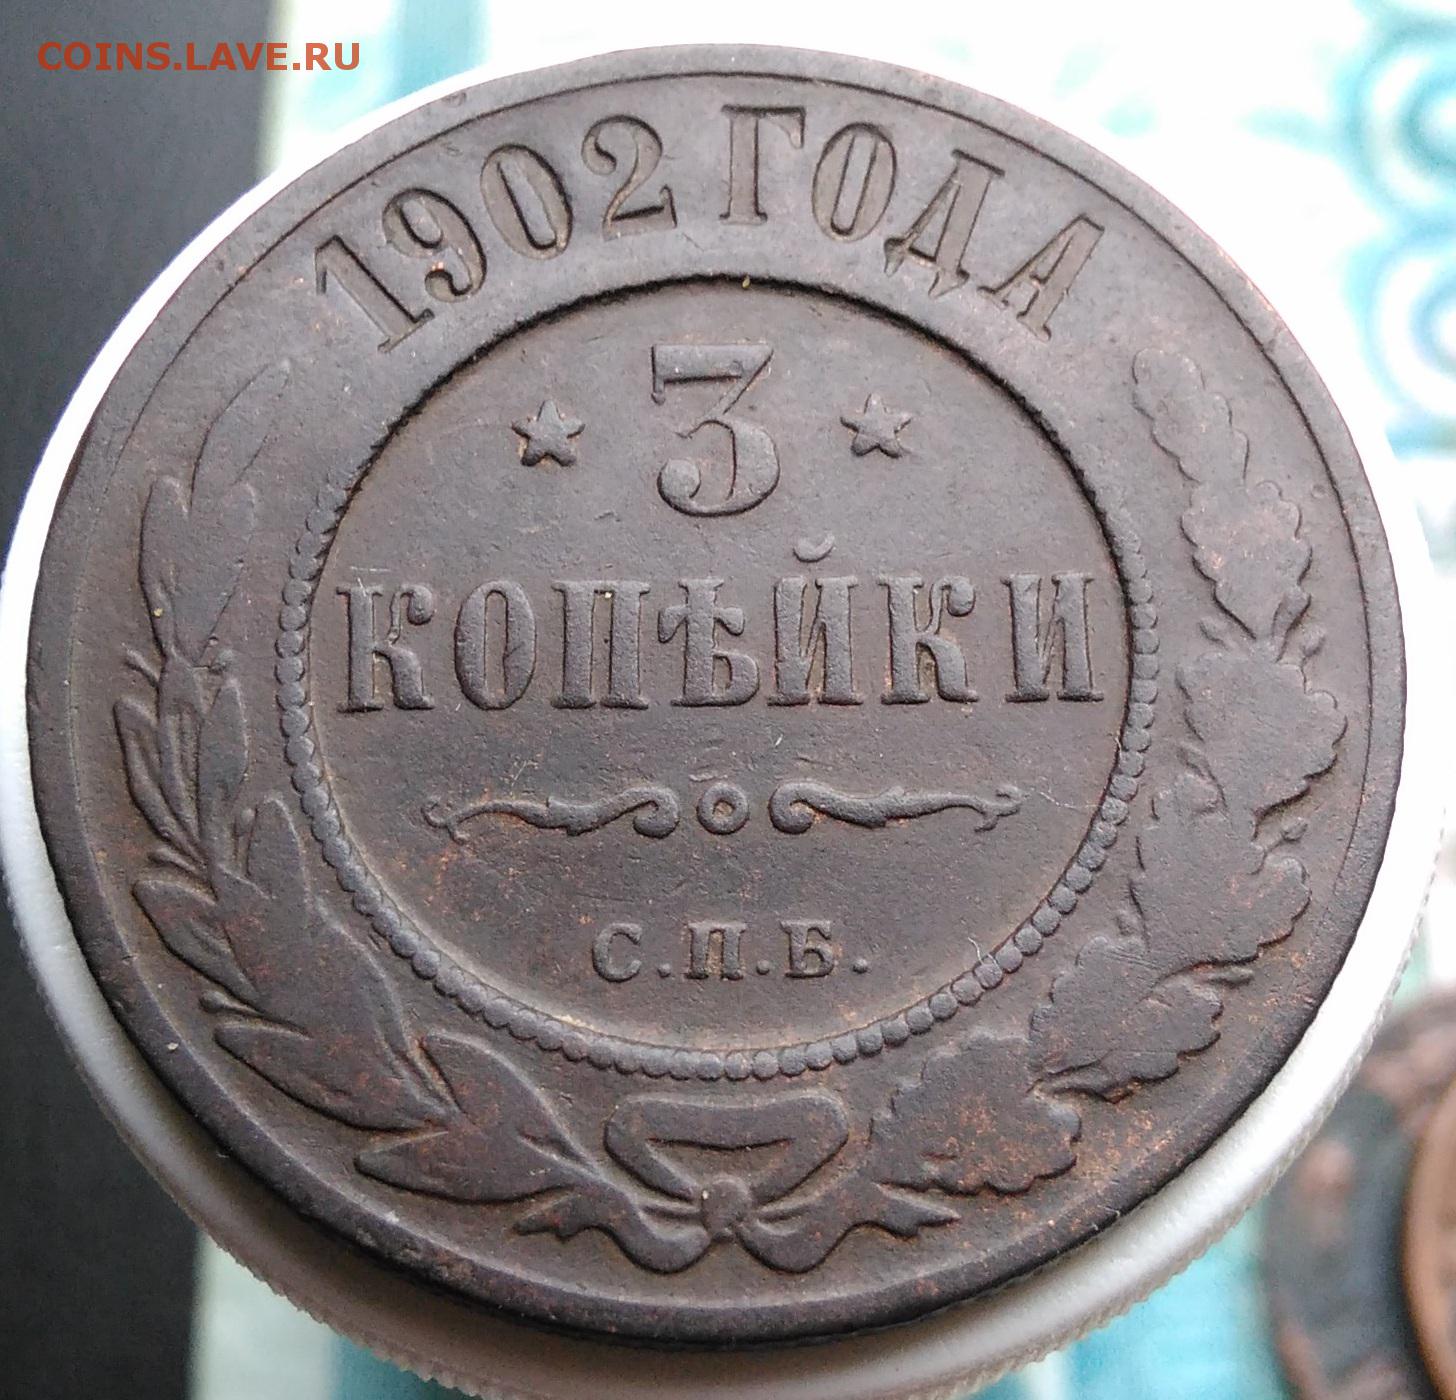 COINS.LAVE.RU
1902 ГОДА
3
КОПѢЙКИ
С.П.Б.